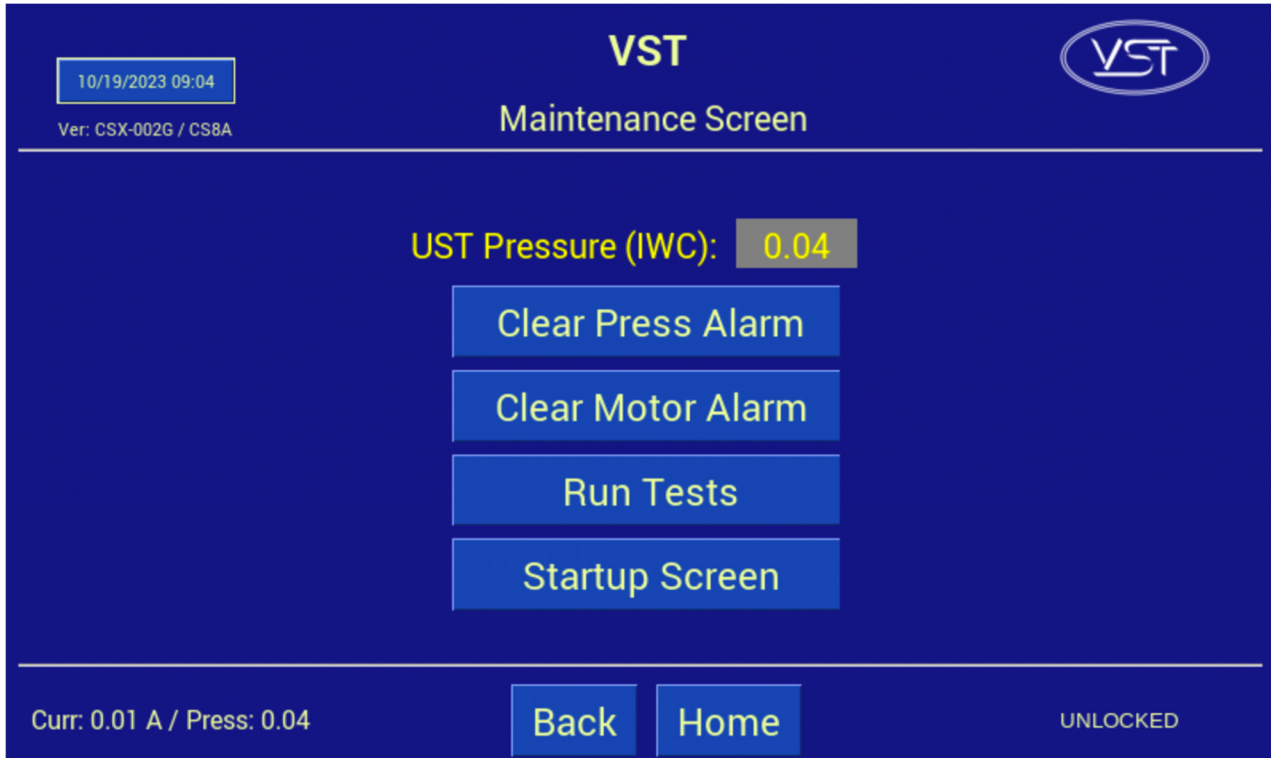 VST
VST
10/19/2023 09:04
Ver: CSX-002G / CS8A
Maintenance Screen
UST Pressure (IWC): 0.04
Clear Press Alarm
Clear Motor Alarm
Run Tests
Startup Screen
Curr: 0.01 A / Press: 0.04
Back
Home
UNLOCKED